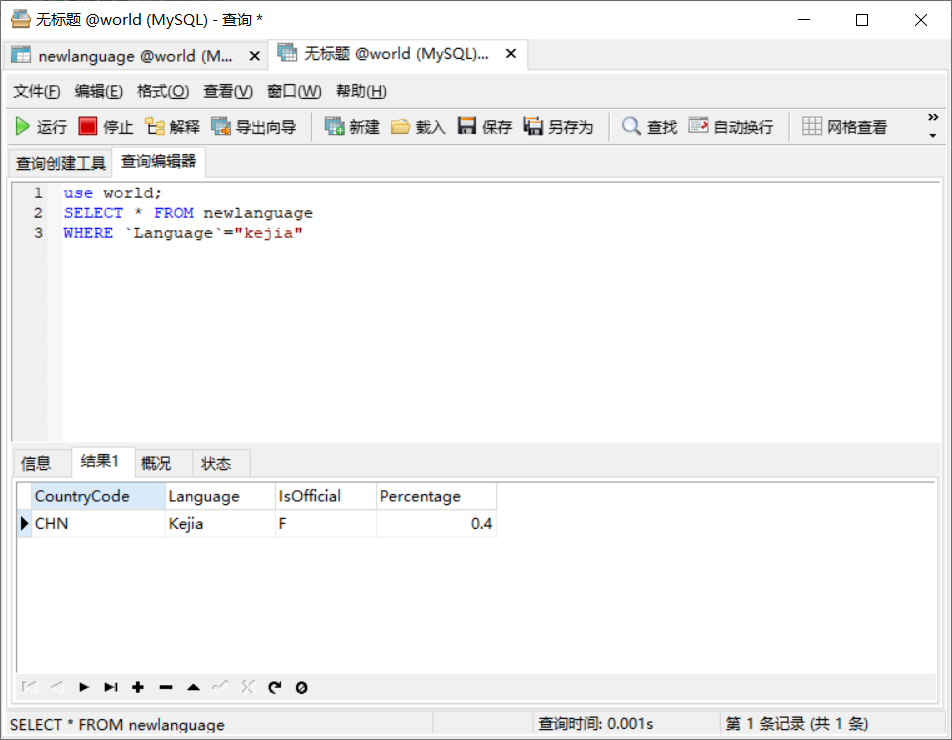 无标题 @world (MySQL) - 查询 *
newlanguage @world (M... 无标题 @world (MySQL)...
文件(F) 编辑(E) 格式(O) 查看(V) 窗口(W) 帮助(H)
运行 停止 解释 导出向导 新建 载入 保存 另存为 查找 自动换行 网格查看
查询创建工具 查询编辑器
1 use world;
2 SELECT * FROM newlanguage
3 WHERE `Language`="kejia"
信息 结果1 概况 状态
CountryCode Language IsOfficial Percentage
CHN Kejia F 0.4
SELECT * FROM newlanguage 查询时间: 0.001s 第 1 条记录 (共 1 条)